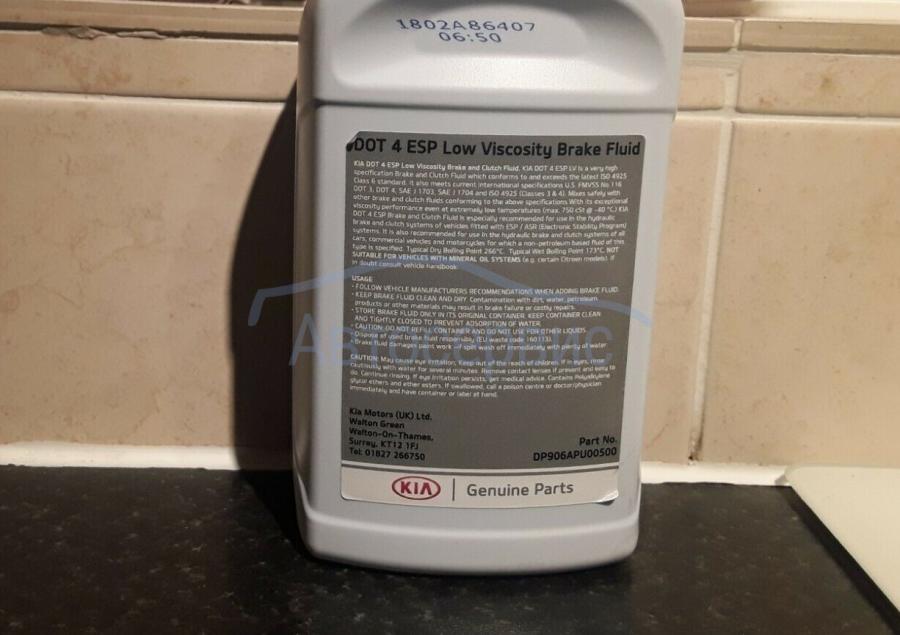 1802A86407
06:50
DOT 4 ESP Low Viscosity Brake Fluid
KIA DOT 4 ESP Low Viscosity Brake and Clutch Fluid. KIA DOT 4 ESP LV is a very high
specification Brake and Clutch Fluid which conforms to and exceeds the latest ISO 4925
Class 6 standard. It also meets current international specifications U.S. FMVSS No 116
DOT 3, DOT 4, SAE J 1703, SAE J 1704 and ISO 4925 (Classes 3 & 4). Mixes safely with
other brake and clutch fluids conforming to the above specifications With its exceptional
viscosity performance even at extremely low temperatures (max. 750 cSt @ -40 °C) KIA
DOT 4 ESP Brake and Clutch Fluid is especially recommended for use in the hydraulic
brake and clutch systems of vehicles fitted with ESP / ASR (Electronic Stability Program)
systems. It is also recommended for use in the hydraulic brake and clutch systems of all
cars, commercial vehicles and motorcycles for which a non-petroleum based fluid of this
type is specified. Typical Dry Boiling Point 266°C. Typical Wet Boiling Point 173°C. NOT
SUITABLE FOR VEHICLES WITH MINERAL OIL SYSTEMS (e.g. certain Citroen models). If
in doubt consult vehicle handbook.
USAGE
• FOLLOW VEHICLE MANUFACTURERS RECOMMENDATIONS WHEN ADDING BRAKE FLUID.
• KEEP BRAKE FLUID CLEAN AND DRY. Contamination with dirt, water, petroleum
products or other materials may result in brake failure or costly repairs.
• STORE BRAKE FLUID ONLY IN ITS ORIGINAL CONTAINER. KEEP CONTAINER CLEAN
AND TIGHTLY CLOSED TO PREVENT ADSORPTION OF WATER.
• CAUTION: DO NOT REFILL CONTAINER AND DO NOT USE FOR OTHER LIQUIDS.
• Dispose of used brake fluid responsibly (EU waste code 160113).
• Brake fluid damages paint work – if spilt wash off immediately with plenty of water.
CAUTION: May cause eye irritation. Keep out of the reach of children. If in eyes, rinse
cautiously with water for several minutes. Remove contact lenses if present and easy to
do. Continue rinsing. If eye irritation persists, get medical advice. Contains Polyalkylene
glycol ethers and ether esters. If swallowed, call a poison centre or doctor/physician
immediately and have container or label at hand.
Kia Motors (UK) Ltd.
Walton Green
Walton-On-Thames,
Surrey, KT12 1FJ
Tel: 01827 266750
Part No.
DP906APU00500
KIA | Genuine Parts